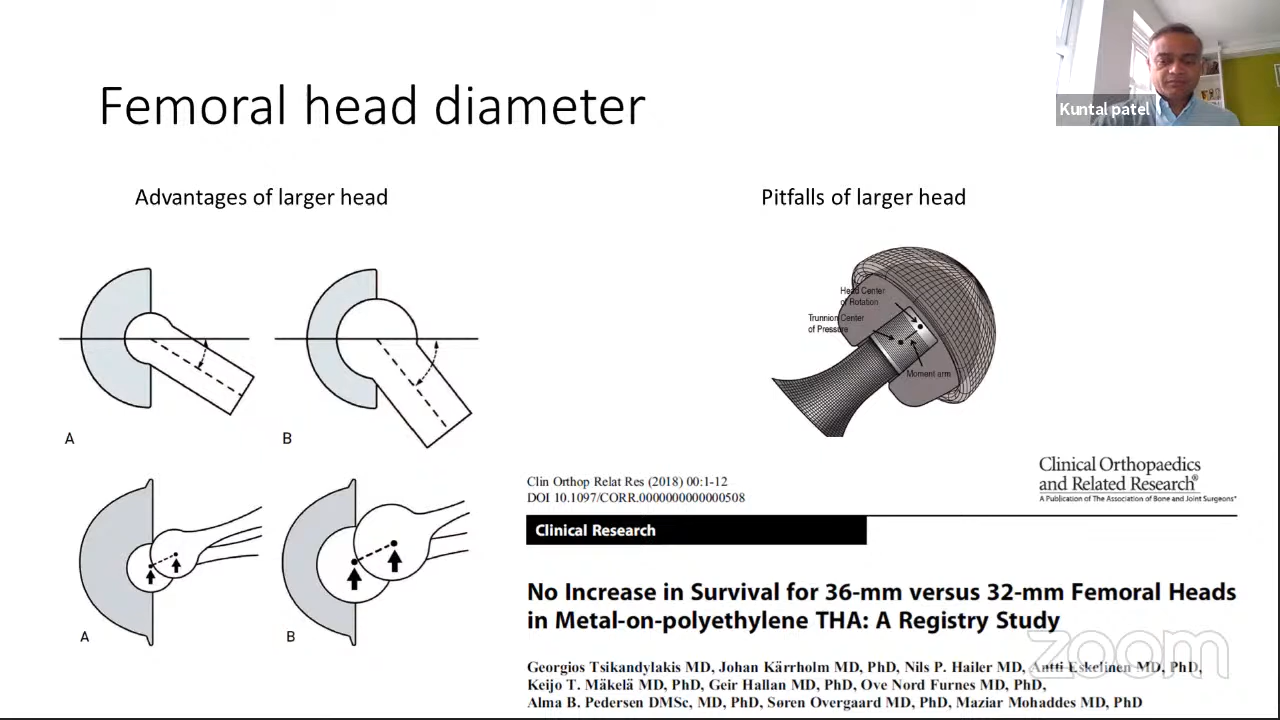 Kuntal patel
Femoral head diameter
Advantages of larger head
Pitfalls of larger head
A
B
A
B
Head Center
of Rotation
Trunnion Center
of Pressure
Moment arm
Clin Orthop Relat Res (2018) 00:1-12
DOI 10.1097/CORR.0000000000000508
Clinical Orthopaedics
and Related Research®
A Publication of The Association of Bone and Joint Surgeons®
Clinical Research
No Increase in Survival for 36-mm versus 32-mm Femoral Heads
in Metal-on-polyethylene THA: A Registry Study
Georgios Tsikandylakis MD, Johan Kärrholm MD, PhD, Nils P. Hailer MD, Antti Eskelinen MD, PhD,
Keijo T. Mäkelä MD, PhD, Geir Hallan MD, PhD, Ove Nord Furnes MD, PhD,
Alma B. Pedersen DMSc, MD, PhD, Søren Overgaard MD, PhD, Maziar Mohaddes MD, PhD
zoom